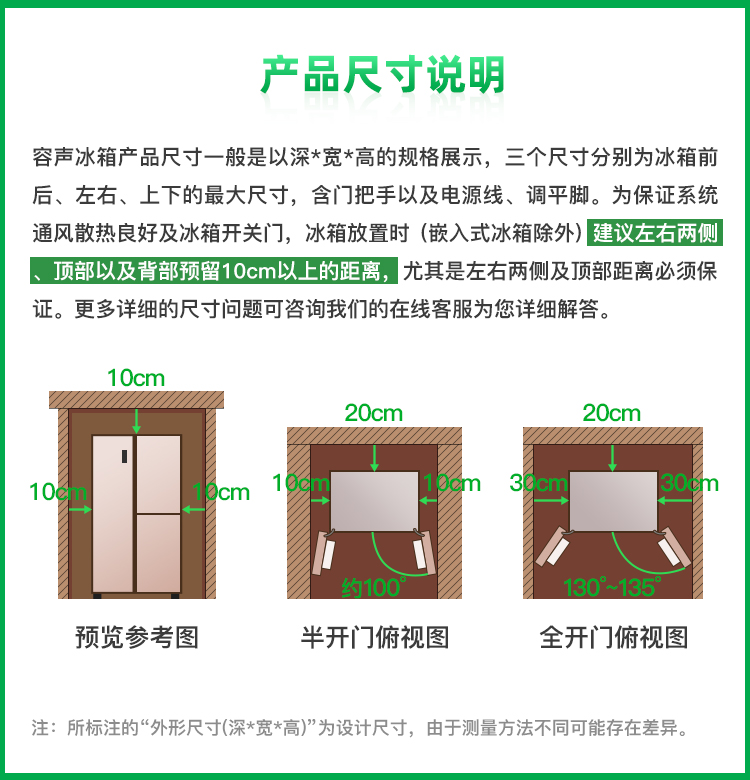 产品尺寸说明
容声冰箱产品尺寸一般是以深*宽*高的规格展示，三个尺寸分别为冰箱前
后、左右、上下的最大尺寸，含门把手以及电源线、调平脚。为保证系统
通风散热良好及冰箱开关门，冰箱放置时（嵌入式冰箱除外）建议左右两侧
、顶部以及背部预留10cm以上的距离，尤其是左右两侧及顶部距离必须保
证。更多详细的尺寸问题可咨询我们的在线客服为您详细解答。
10cm
10cm
10cm
预览参考图
20cm
10cm
10cm
约100°
半开门俯视图
20cm
30cm
30cm
130°~135°
全开门俯视图
注：所标注的“外形尺寸(深*宽*高)”为设计尺寸，由于测量方法不同可能存在差异。